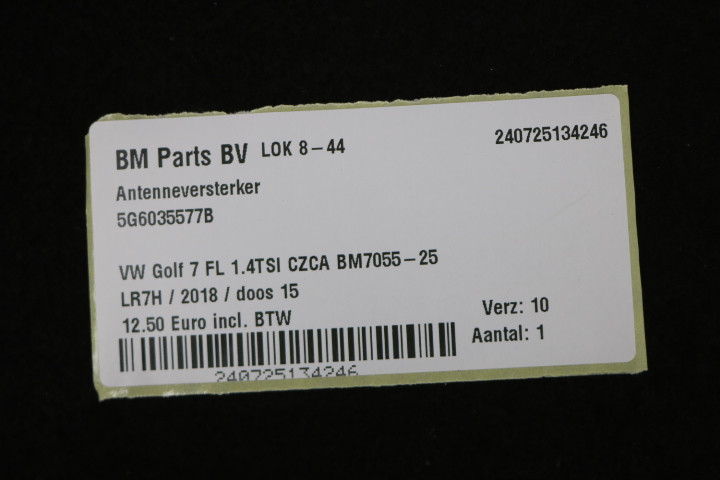 BM Parts BV LOK 8-44
240725134246
Antenneversterker
5G6035577B
VW Golf 7 FL 1.4TSI CZCA BM7055-25
LR7H / 2018 / doos 15
12.50 Euro incl. BTW
Verz: 10
Aantal: 1
240725134246